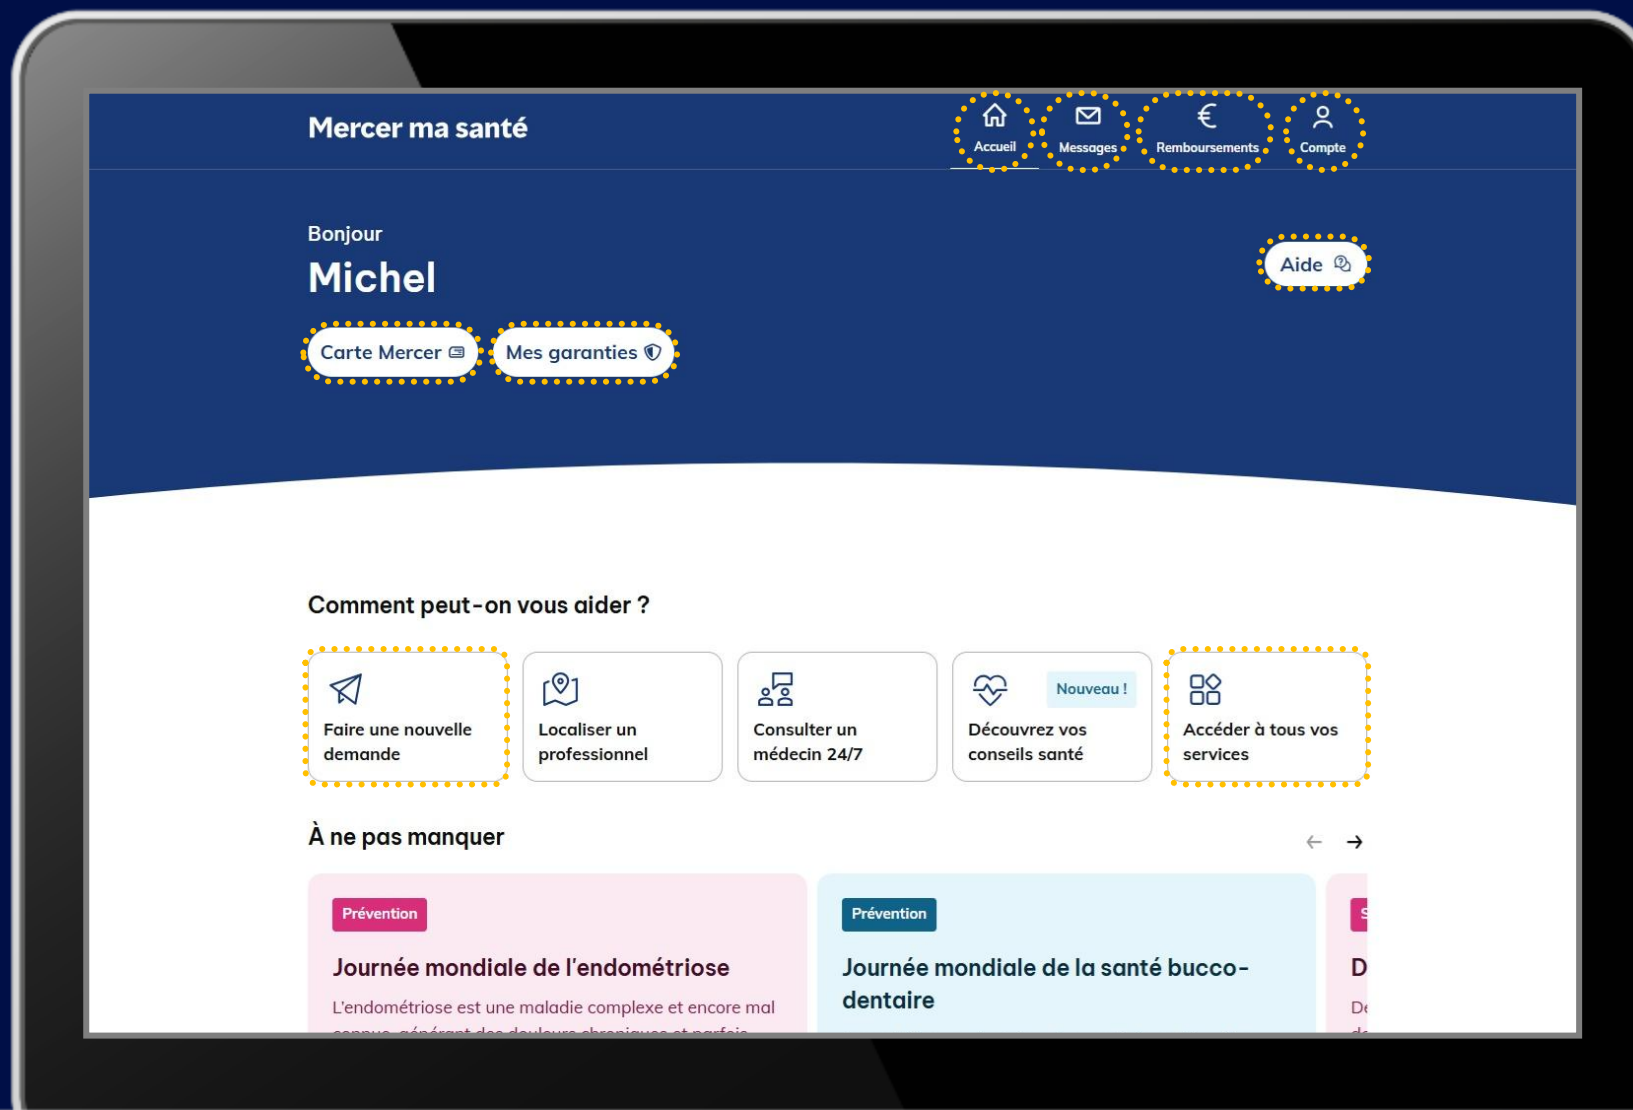 Mercer ma santé
Accueil
Messages
€
Remboursements
Compte
Bonjour
Michel
Aide
Carte Mercer
Mes garanties
Comment peut-on vous aider ?
Faire une nouvelle
demande
Localiser un
professionnel
Consulter un
médecin 24/7
Nouveau !
Découvrez vos
conseils santé
Accéder à tous vos
services
À ne pas manquer
Prévention
Journée mondiale de l'endométriose
L'endométriose est une maladie complexe et encore mal
Prévention
Journée mondiale de la santé bucco-
dentaire